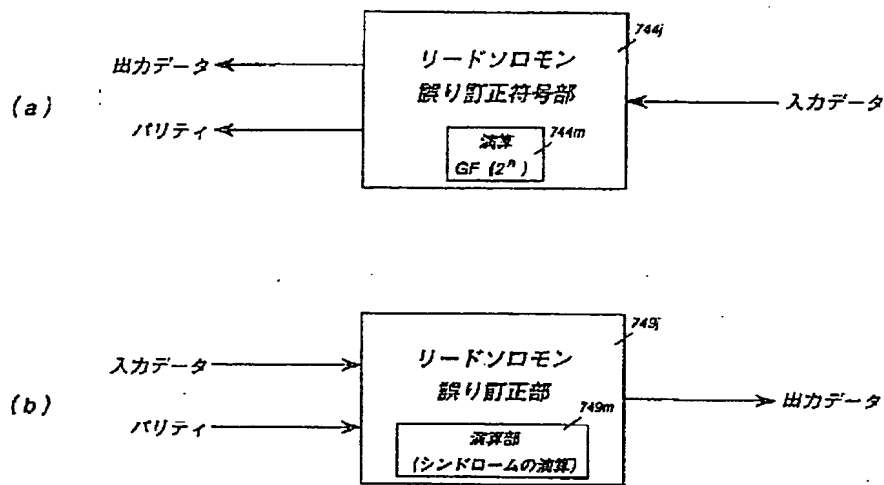 (a)
出力データ
パリティ
リードソロモン
誤り訂正符号部
744j
演算
GF (2ⁿ)
744m
入力データ
(b)
入力データ
パリティ
リードソロモン
誤り訂正部
749j
演算部
(シンドロームの演算)
749m
出力データ